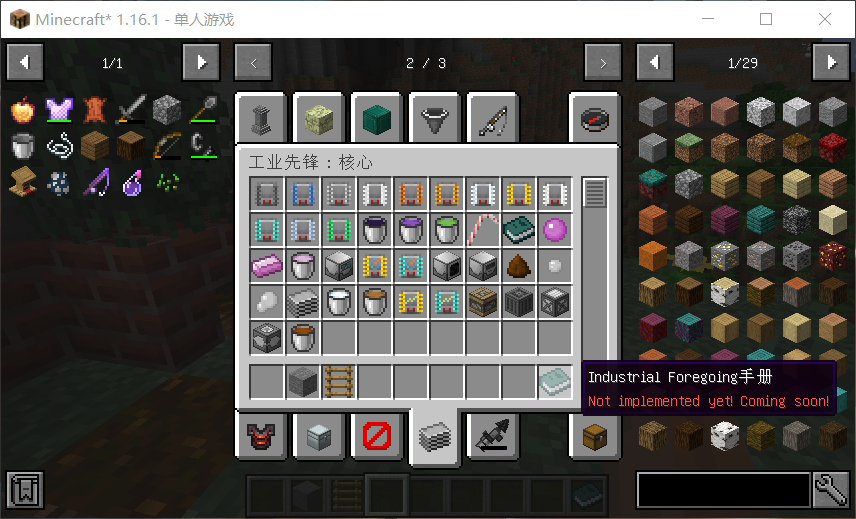 Minecraft* 1.16.1 - 单人游戏
1/1
2 / 3
1/29
工业先锋：核心
Industrial Foregoing手册
Not implemented yet! Coming soon!